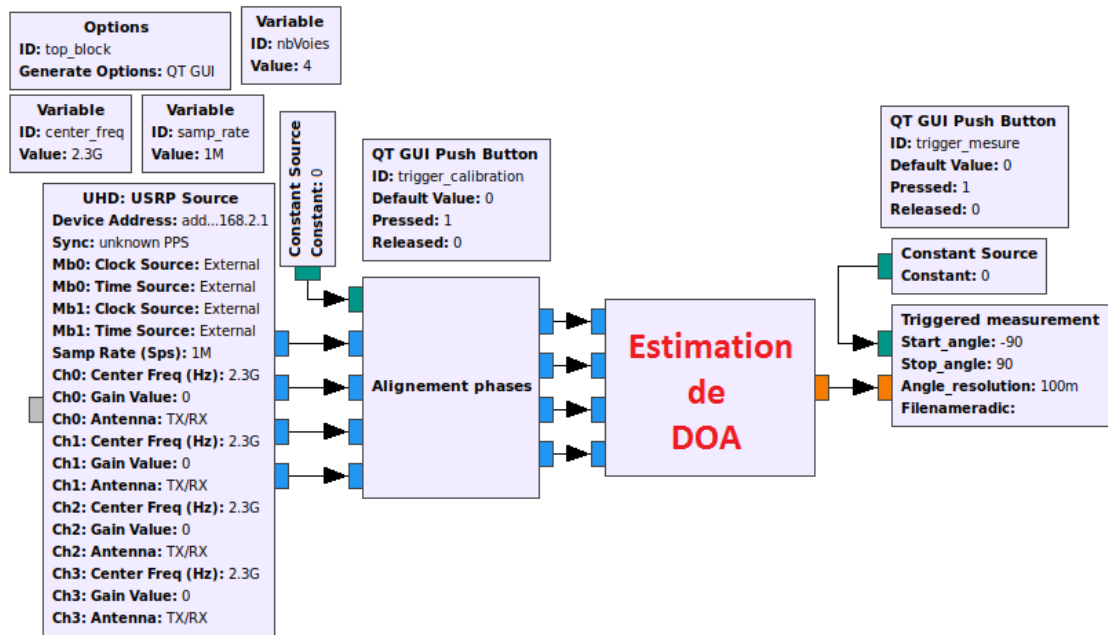 Options
ID: top_block
Generate Options: QT GUI
Variable
ID: nbVoies
Value: 4
Variable
ID: center_freq
Value: 2.3G
Variable
ID: samp_rate
Value: 1M
Constant Source
Constant: 0
QT GUI Push Button
ID: trigger_calibration
Default Value: 0
Pressed: 1
Released: 0
QT GUI Push Button
ID: trigger_mesure
Default Value: 0
Pressed: 1
Released: 0
UHD: USRP Source
Device Address: add...168.2.1
Sync: unknown PPS
Mb0: Clock Source: External
Mb0: Time Source: External
Mb1: Clock Source: External
Mb1: Time Source: External
Samp Rate (Sps): 1M
Ch0: Center Freq (Hz): 2.3G
Ch0: Gain Value: 0
Ch0: Antenna: TX/RX
Ch1: Center Freq (Hz): 2.3G
Ch1: Gain Value: 0
Ch1: Antenna: TX/RX
Ch2: Center Freq (Hz): 2.3G
Ch2: Gain Value: 0
Ch2: Antenna: TX/RX
Ch3: Center Freq (Hz): 2.3G
Ch3: Gain Value: 0
Ch3: Antenna: TX/RX
Alignement phases
Estimation
de
DOA
Constant Source
Constant: 0
Triggered measurement
Start_angle: -90
Stop_angle: 90
Angle_resolution: 100m
Filenameradic: